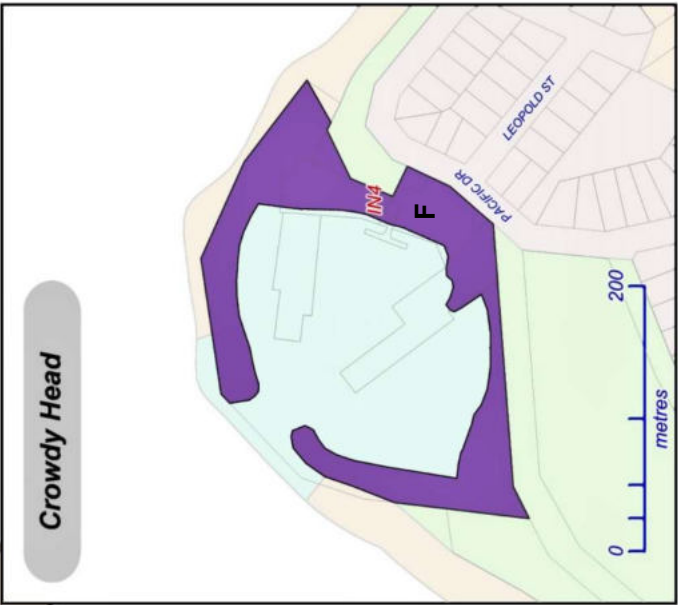 Crowdy Head
IN4
F
PACIFIC DR
LEOPOLD ST
0 200
metres